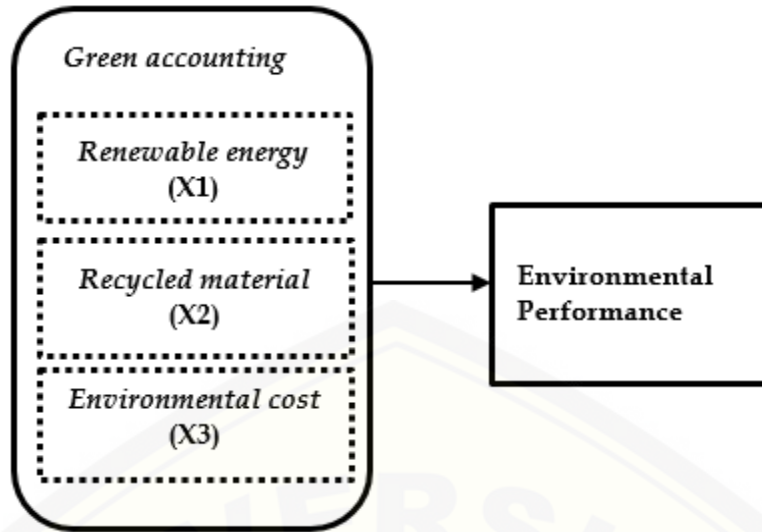 Green accounting
Renewable energy
(X1)
Recycled material
(X2)
Environmental cost
(X3)
Environmental
Performance